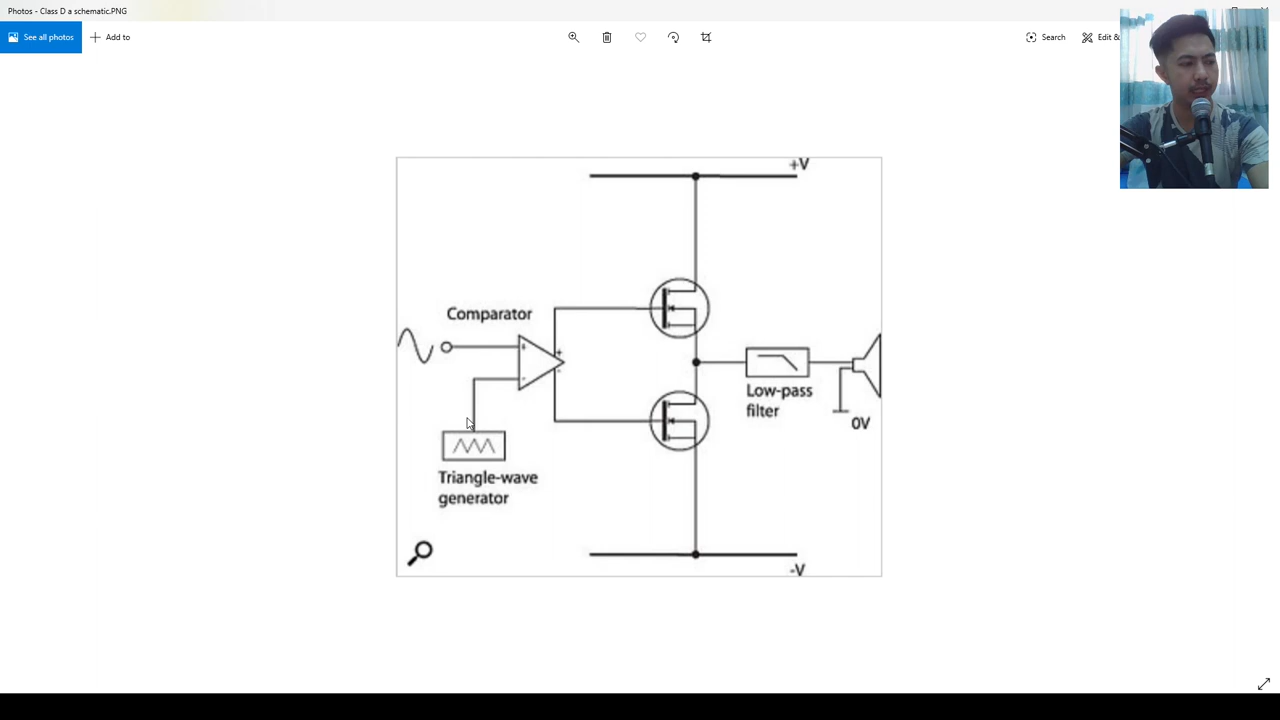 Photos - Class D a schematic.PNG
See all photos
Add to
Search
Edit &
+V
Comparator
+
-
+
-
Low-pass
filter
0V
Triangle-wave
generator
-V